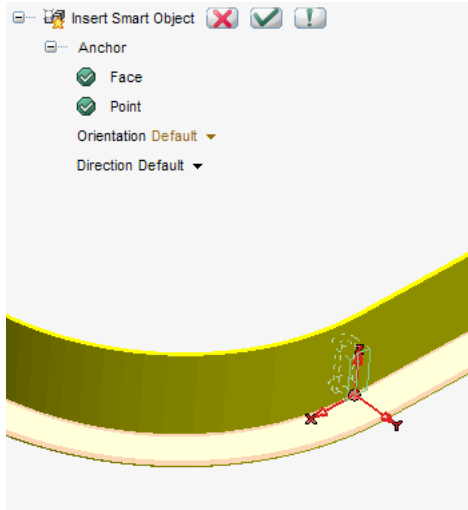 Insert Smart Object
Anchor
Face
Point
Orientation Default
Direction Default
Z
X
Y